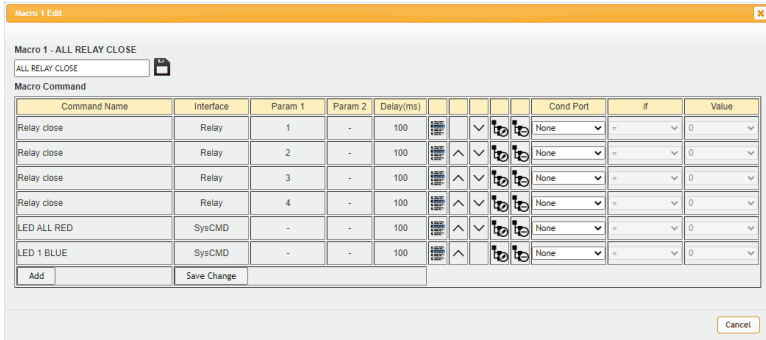 Macro 1 Edit
Macro 1 - ALL RELAY CLOSE
ALL RELAY CLOSE
Macro Command
Command Name Interface Param 1 Param 2 Delay(ms) Cond Port if Value
Relay close Relay 1 - 100 None = 0
Relay close Relay 2 - 100 None = 0
Relay close Relay 3 - 100 None = 0
Relay close Relay 4 - 100 None = 0
LED ALL RED SysCMD - - 100 None = 0
LED 1 BLUE SysCMD - - 100 None = 0
Add Save Change
Cancel